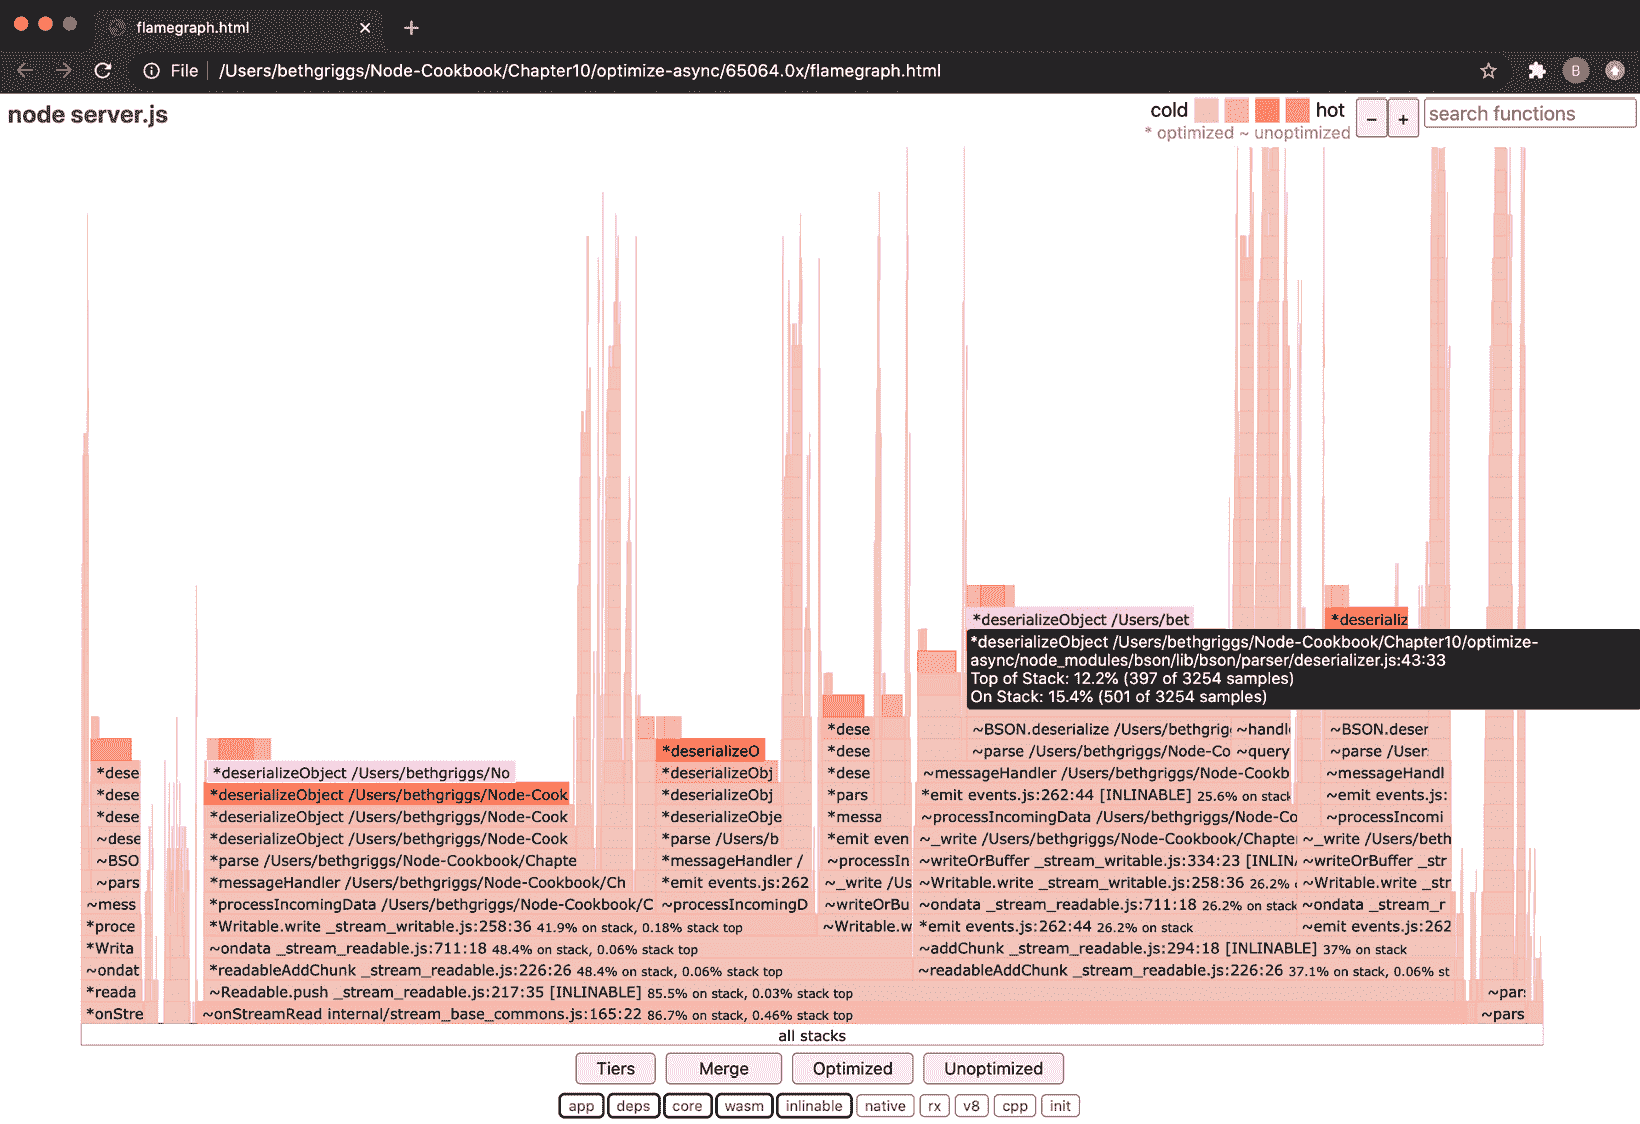 flamegraph.html
File /Users/bethgriggs/Node-Cookbook/Chapter10/optimize-async/65064.0x/flamegraph.html
B
node server.js
cold hot
* optimized ~ unoptimized
− +
search functions
*deserializeObject /Users/bet
*deserializ
*deserializeObject /Users/bethgriggs/Node-Cookbook/Chapter10/optimize-
async/node_modules/bson/lib/bson/parser/deserializer.js:43:33
Top of Stack: 12.2% (397 of 3254 samples)
On Stack: 15.4% (501 of 3254 samples)
*dese ~BSON.deserialize /Users/bethgrig ~handl ~BSON.deser
*deserializeO *dese ~parse /Users/bethgriggs/Node-Co ~query ~parse /User
*dese *deserializeObject /Users/bethgriggs/No *deserializeObj *dese ~messageHandler /Users/bethgriggs/Node-Cookb ~messageHandl
*dese *deserializeObject /Users/bethgriggs/Node-Cook *deserializeObj *pars *emit events.js:262:44 [INLINABLE] 25.6% on stack ~emit events.js:
*dese *deserializeObject /Users/bethgriggs/Node-Cook *deserializeObje *messa ~processIncomingData /Users/bethgriggs/Node-Co ~processIncomi
~dese *deserializeObject /Users/bethgriggs/Node-Cook *parse /Users/b *emit even ~_write /Users/bethgriggs/Node-Cookbook/Chapter ~_write /Users/beth
~BSO *parse /Users/bethgriggs/Node-Cookbook/Chapte *messageHandler / ~processIn ~writeOrBuffer _stream_writable.js:334:23 [INLIN ~writeOrBuffer _str
~pars *messageHandler /Users/bethgriggs/Node-Cookbook/Ch *emit events.js:262 ~_write /Us ~Writable.write _stream_writable.js:258:36 26.2% ~Writable.write _str
~mess *processIncomingData /Users/bethgriggs/Node-Cookbook/C ~processIncomingD ~writeOrBu ~ondata _stream_readable.js:711:18 26.2% on stack ~ondata _stream_r
*proce *Writable.write _stream_writable.js:258:36 41.9% on stack, 0.18% stack top ~Writable.w *emit events.js:262:44 26.2% on stack ~emit events.js:262
*Writa ~ondata _stream_readable.js:711:18 48.4% on stack, 0.06% stack top ~addChunk _stream_readable.js:294:18 [INLINABLE] 37% on stack
~ondat *readableAddChunk _stream_readable.js:226:26 48.4% on stack, 0.06% stack top ~readableAddChunk _stream_readable.js:226:26 37.1% on stack, 0.06% st
*reada ~Readable.push _stream_readable.js:217:35 [INLINABLE] 85.5% on stack, 0.03% stack top ~pars
*onStre ~onStreamRead internal/stream_base_commons.js:165:22 86.7% on stack, 0.46% stack top ~pars
all stacks
Tiers Merge Optimized Unoptimized
app deps core wasm inlinable native rx v8 cpp init